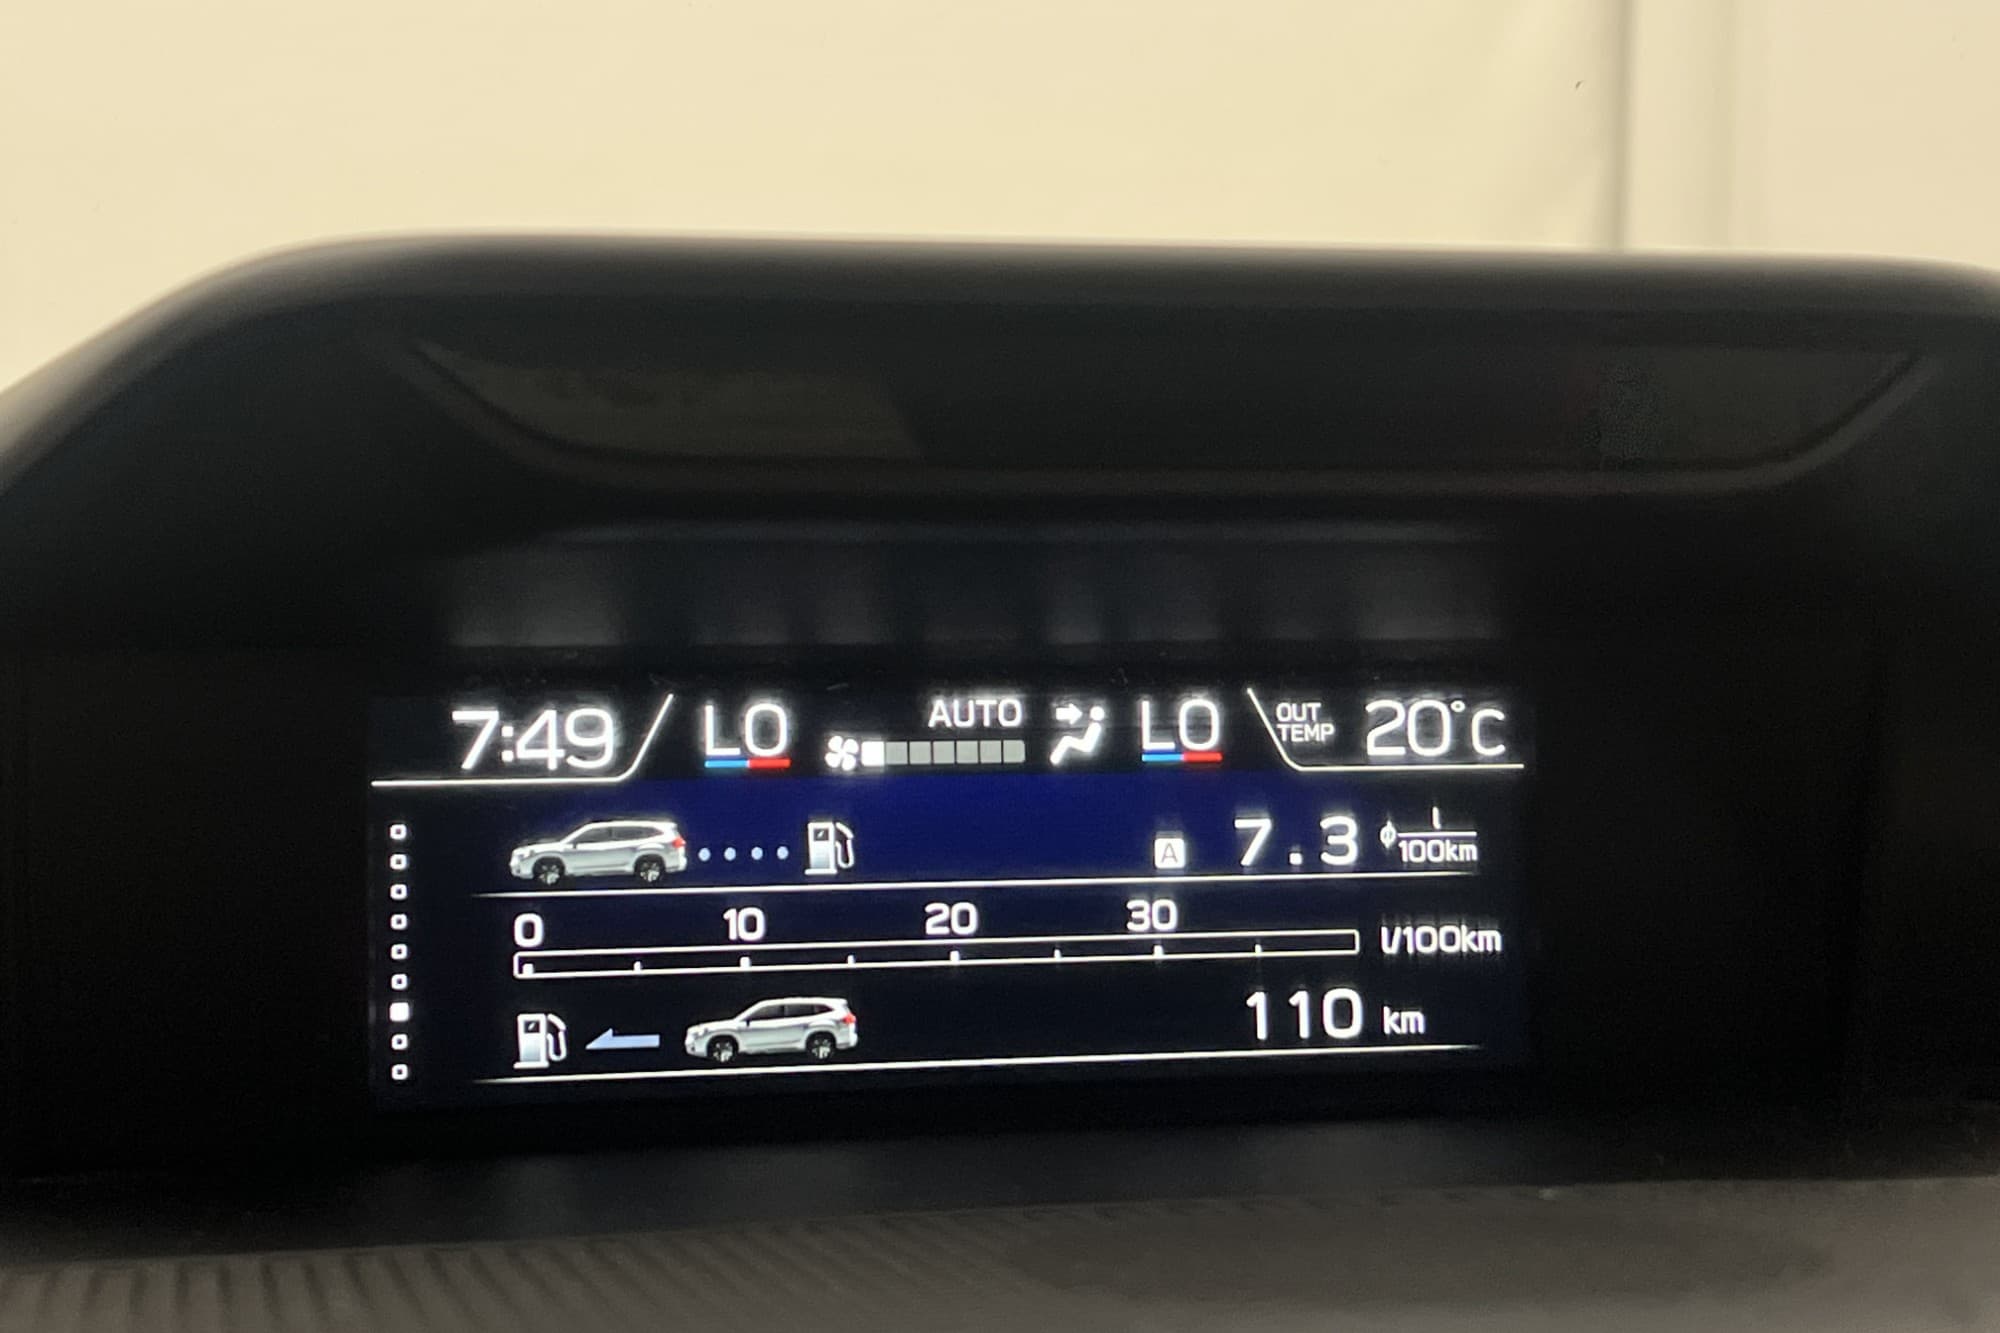 7:49 LO AUTO LO OUT TEMP 20°C
A 7.3 ϕ l/100km
0 10 20 30
l/100km
110 km